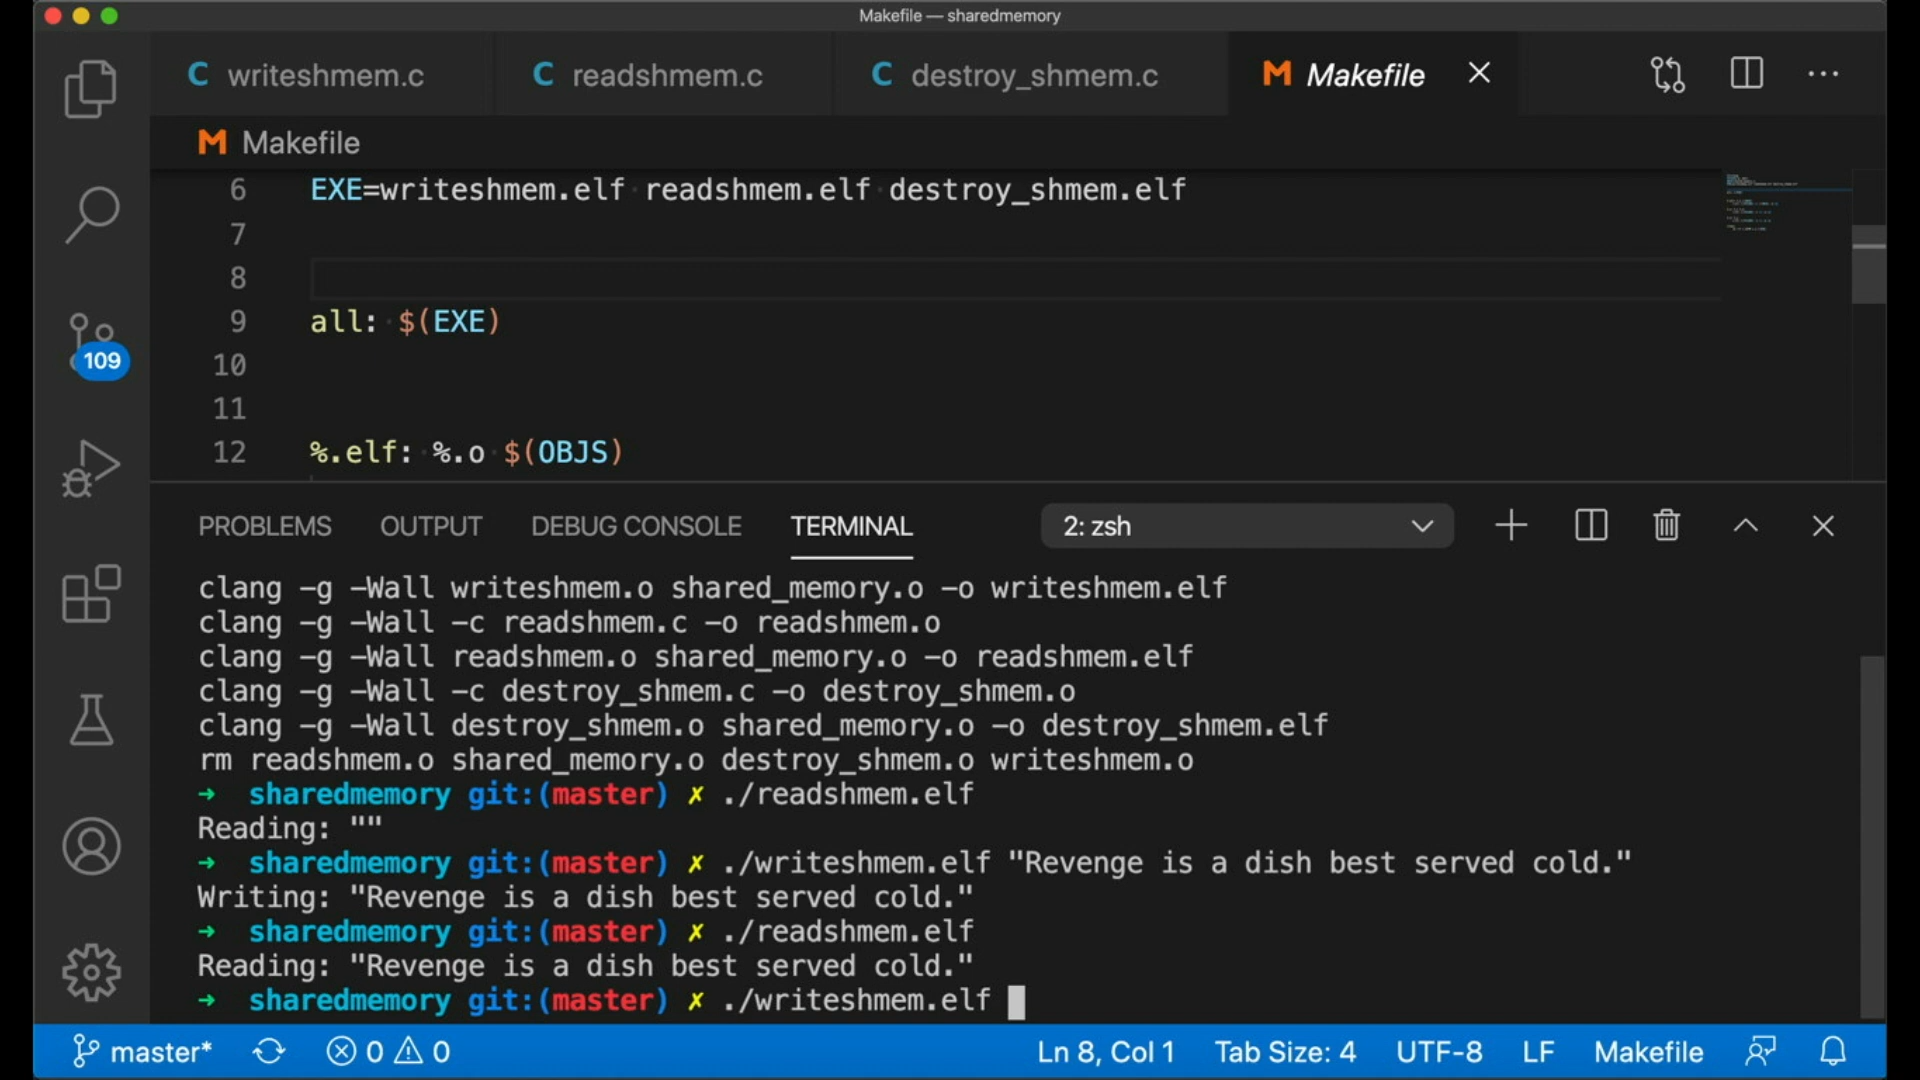 Makefile — sharedmemory
C writeshmem.c C readshmem.c C destroy_shmem.c M Makefile
M Makefile
6 EXE=writeshmem.elf readshmem.elf destroy_shmem.elf
7
8
9 all: $(EXE)
10
11
12 %.elf: %.o $(OBJS)
109
PROBLEMS OUTPUT DEBUG CONSOLE TERMINAL 2: zsh
clang -g -Wall writeshmem.o shared_memory.o -o writeshmem.elf
clang -g -Wall -c readshmem.c -o readshmem.o
clang -g -Wall readshmem.o shared_memory.o -o readshmem.elf
clang -g -Wall -c destroy_shmem.c -o destroy_shmem.o
clang -g -Wall destroy_shmem.o shared_memory.o -o destroy_shmem.elf
rm readshmem.o shared_memory.o destroy_shmem.o writeshmem.o
➜ sharedmemory git:(master) ✗ ./readshmem.elf
Reading: ""
➜ sharedmemory git:(master) ✗ ./writeshmem.elf "Revenge is a dish best served cold."
Writing: "Revenge is a dish best served cold."
➜ sharedmemory git:(master) ✗ ./readshmem.elf
Reading: "Revenge is a dish best served cold."
➜ sharedmemory git:(master) ✗ ./writeshmem.elf
master* 0 0 Ln 8, Col 1 Tab Size: 4 UTF-8 LF Makefile